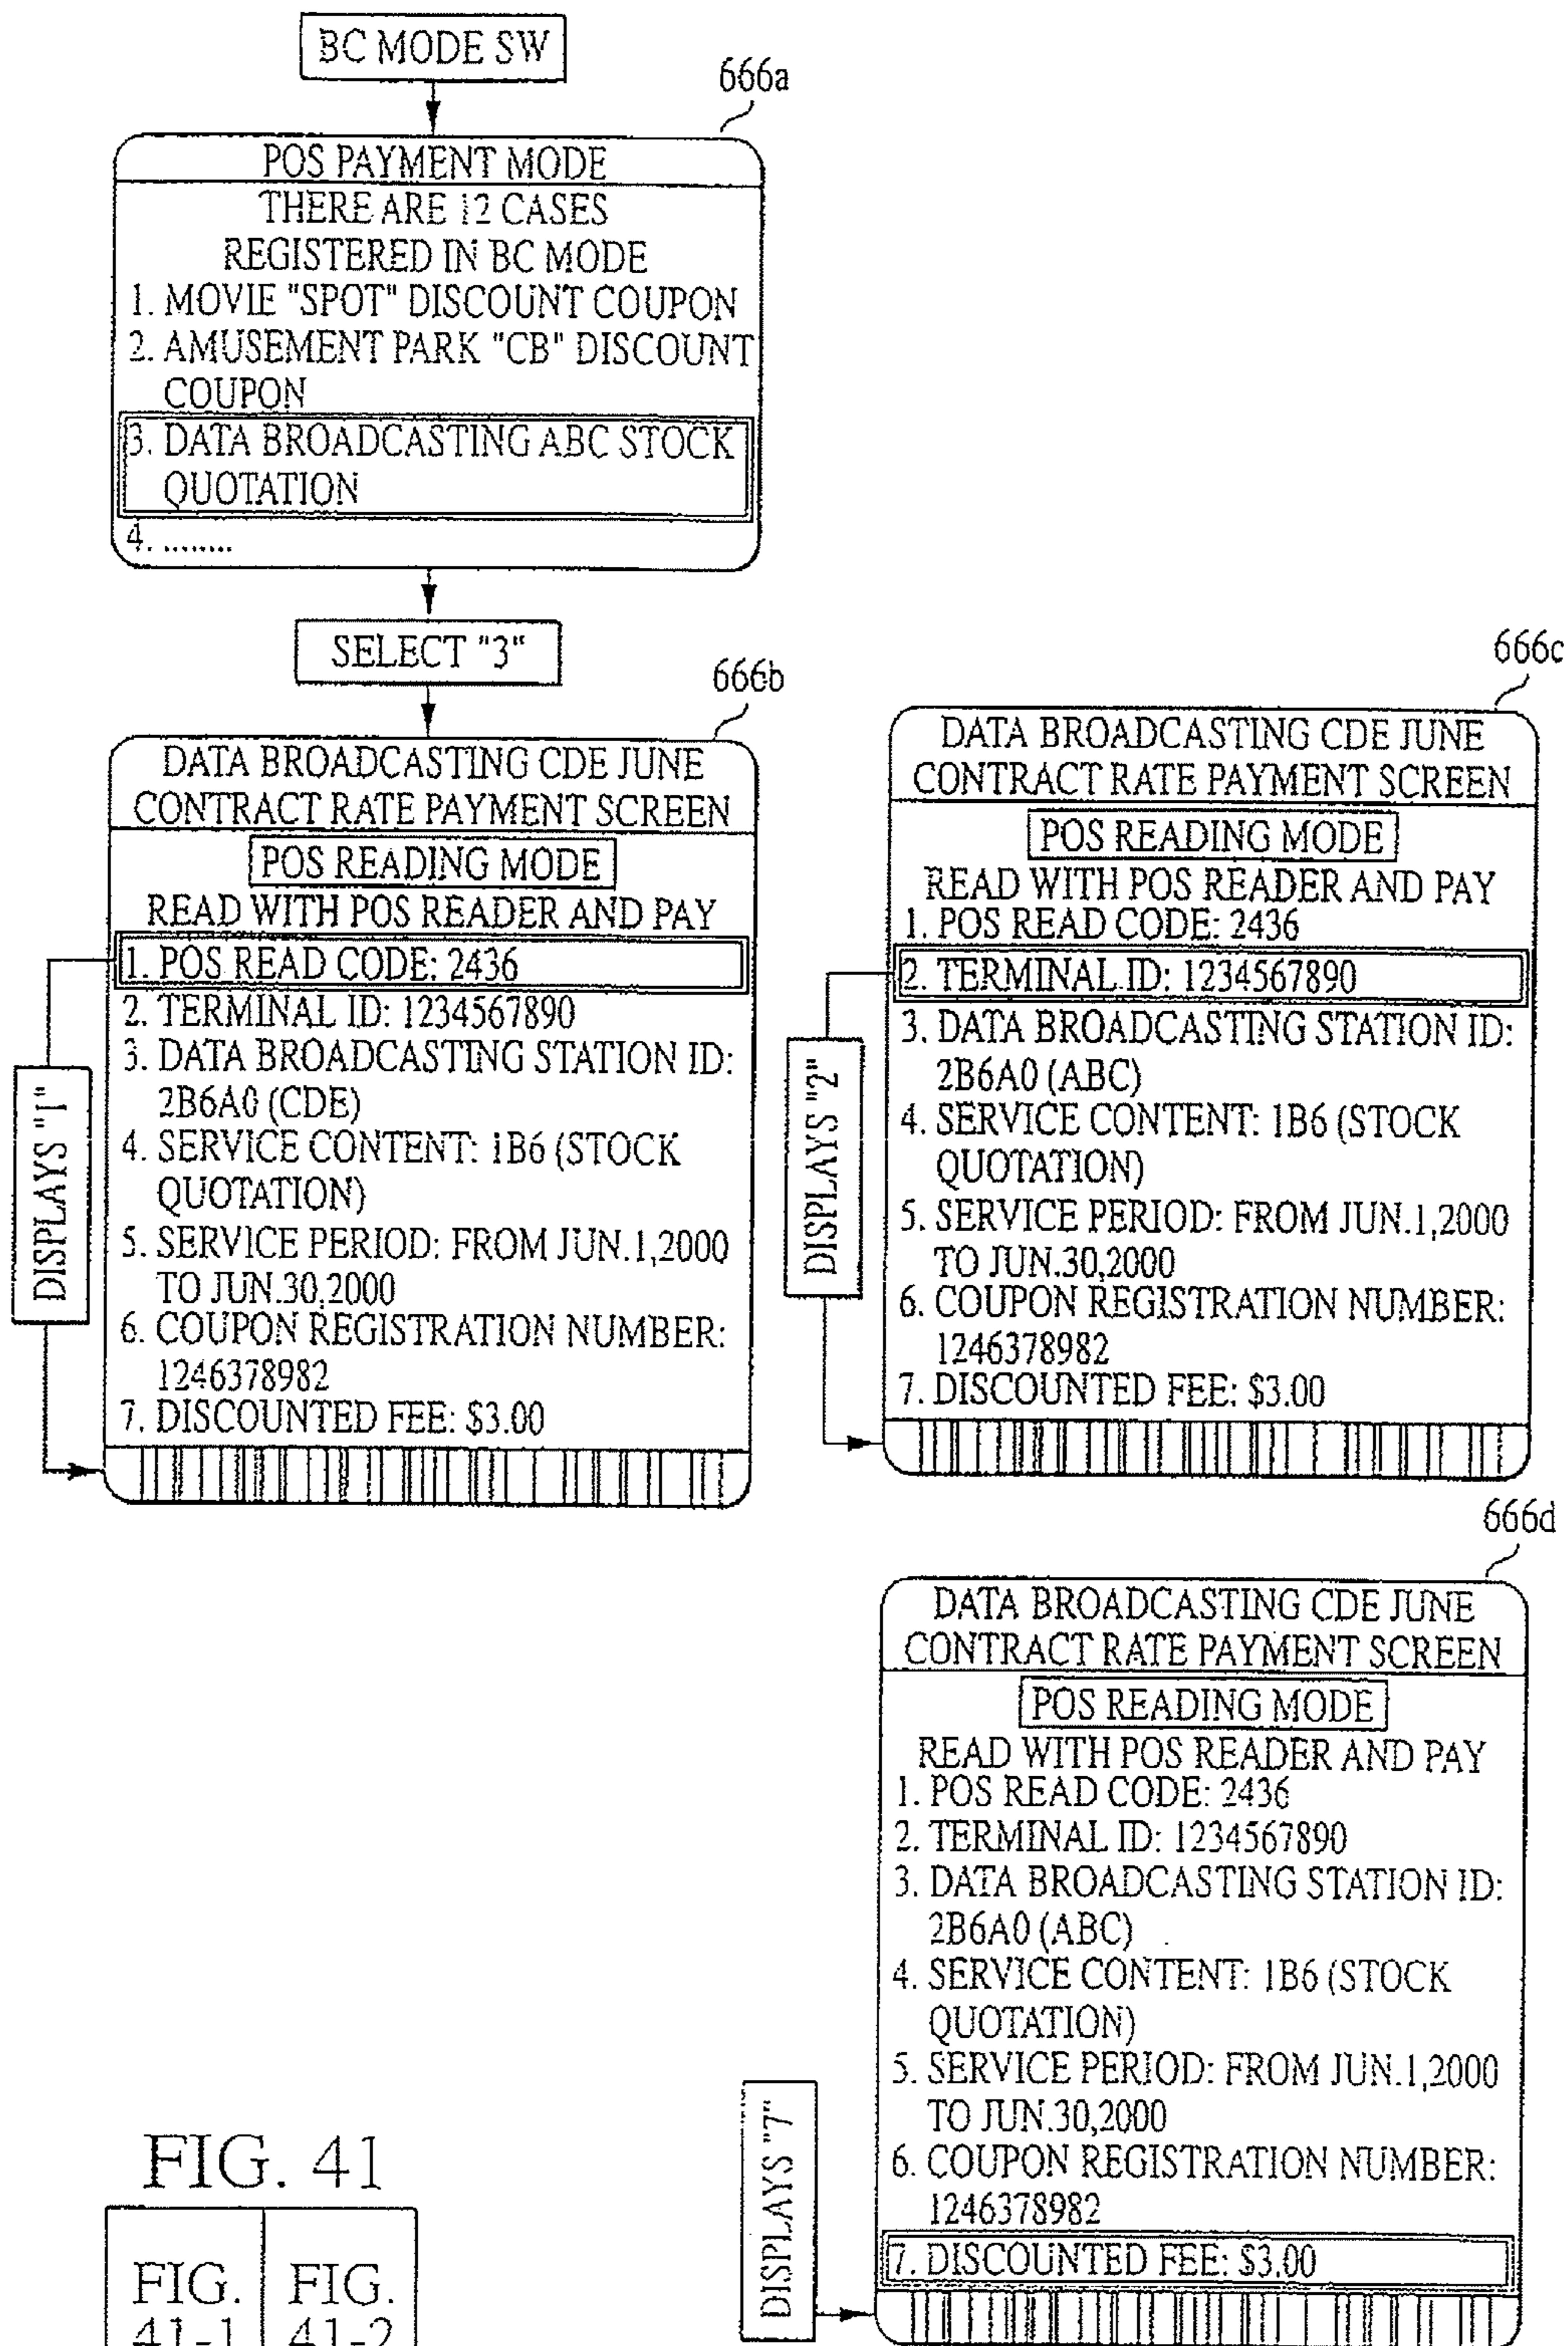 BC MODE SW
666a
POS PAYMENT MODE
THERE ARE 12 CASES
REGISTERED IN BC MODE
1. MOVIE "SPOT" DISCOUNT COUPON
2. AMUSEMENT PARK "CB" DISCOUNT
COUPON
3. DATA BROADCASTING ABC STOCK
QUOTATION
4. ........
SELECT "3"
666b
DATA BROADCASTING CDE JUNE
CONTRACT RATE PAYMENT SCREEN
POS READING MODE
READ WITH POS READER AND PAY
1. POS READ CODE: 2436
2. TERMINAL ID: 1234567890
3. DATA BROADCASTING STATION ID:
2B6A0 (CDE)
4. SERVICE CONTENT: 1B6 (STOCK
QUOTATION)
5. SERVICE PERIOD: FROM JUN.1,2000
TO JUN.30,2000
6. COUPON REGISTRATION NUMBER:
1246378982
7. DISCOUNTED FEE: $3.00
DISPLAYS "1"
666c
DATA BROADCASTING CDE JUNE
CONTRACT RATE PAYMENT SCREEN
POS READING MODE
READ WITH POS READER AND PAY
1. POS READ CODE: 2436
2. TERMINAL ID: 1234567890
3. DATA BROADCASTING STATION ID:
2B6A0 (ABC)
4. SERVICE CONTENT: 1B6 (STOCK
QUOTATION)
5. SERVICE PERIOD: FROM JUN.1,2000
TO JUN.30,2000
6. COUPON REGISTRATION NUMBER:
1246378982
7. DISCOUNTED FEE: $3.00
DISPLAYS "2"
666d
DATA BROADCASTING CDE JUNE
CONTRACT RATE PAYMENT SCREEN
POS READING MODE
READ WITH POS READER AND PAY
1. POS READ CODE: 2436
2. TERMINAL ID: 1234567890
3. DATA BROADCASTING STATION ID:
2B6A0 (ABC)
4. SERVICE CONTENT: 1B6 (STOCK
QUOTATION)
5. SERVICE PERIOD: FROM JUN.1,2000
TO JUN.30,2000
6. COUPON REGISTRATION NUMBER:
1246378982
7. DISCOUNTED FEE: $3.00
DISPLAYS "7"
FIG. 41
FIG.
41-1
FIG.
41-2